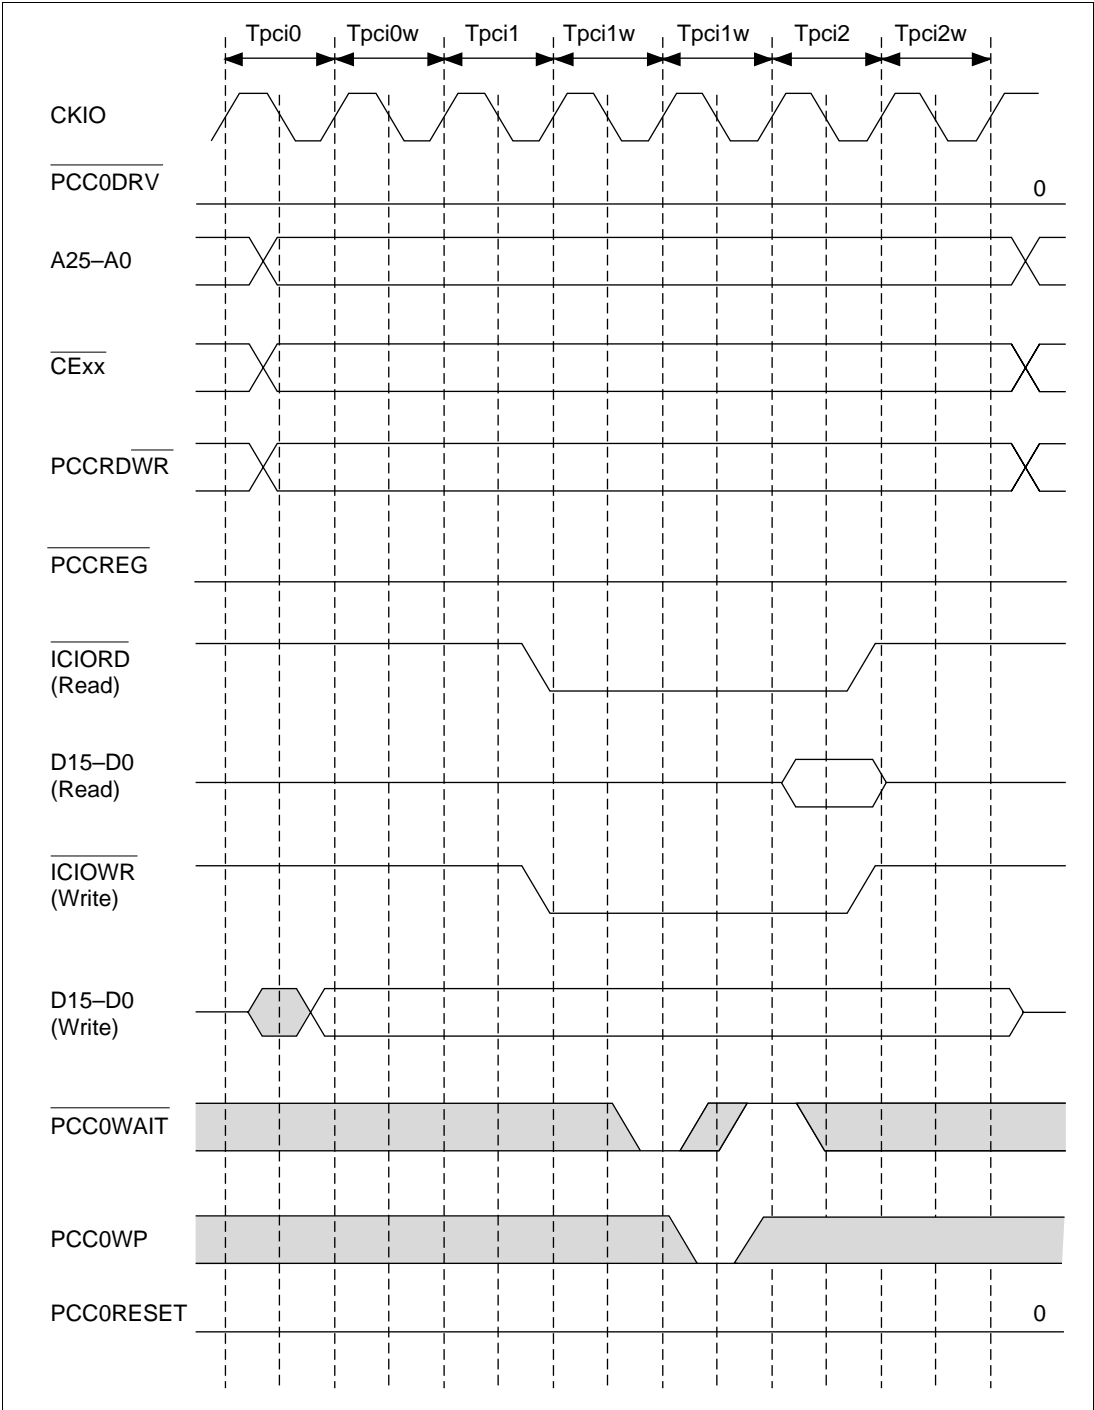 Tpci0 Tpci0w Tpci1 Tpci1w Tpci1w Tpci2 Tpci2w
CKIO
PCC0DRV
0
A25–A0
CExx
PCCRDWR
PCCREG
ICIORD
(Read)
D15–D0
(Read)
ICIOWR
(Write)
D15–D0
(Write)
PCC0WAIT
PCC0WP
PCC0RESET
0